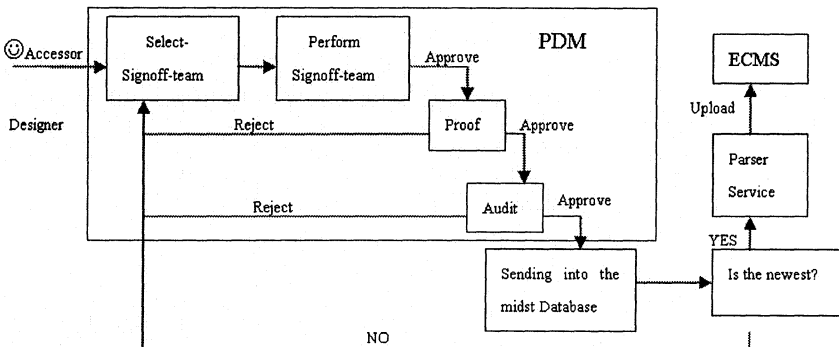 PDM
Accessor
Designer
Select-
Signoff-team
Perform
Signoff-team
Approve
Proof
Reject
Approve
Audit
Reject
Approve
Sending into the
midst Database
Is the newest?
YES
Parser
Service
Upload
ECMS
NO